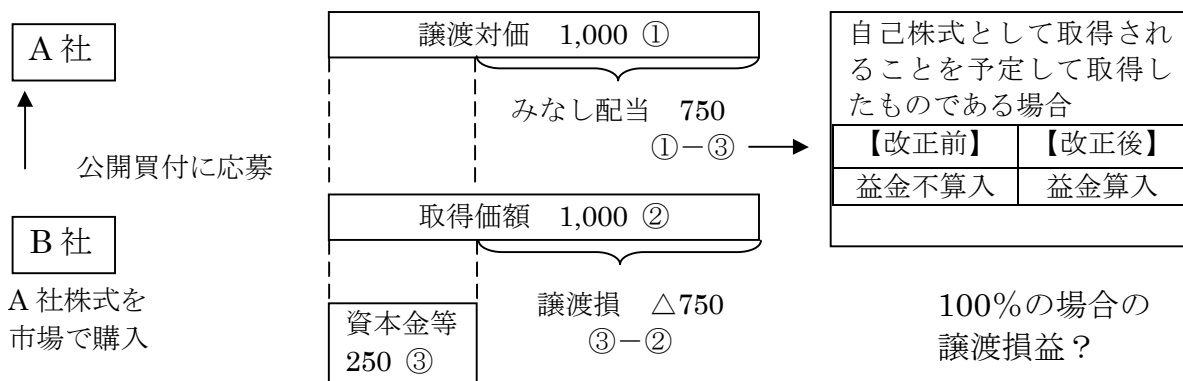 A 社
公開買付に応募
B 社
A 社株式を
市場で購入
譲渡対価 1,000 ①
みなし配当 750
①－③
取得価額 1,000 ②
譲渡損 △750
③－②
資本金等
250 ③
自己株式として取得され
ることを予定して取得し
たものである場合
【改正前】 【改正後】
益金不算入 益金算入
100％の場合の
譲渡損益？